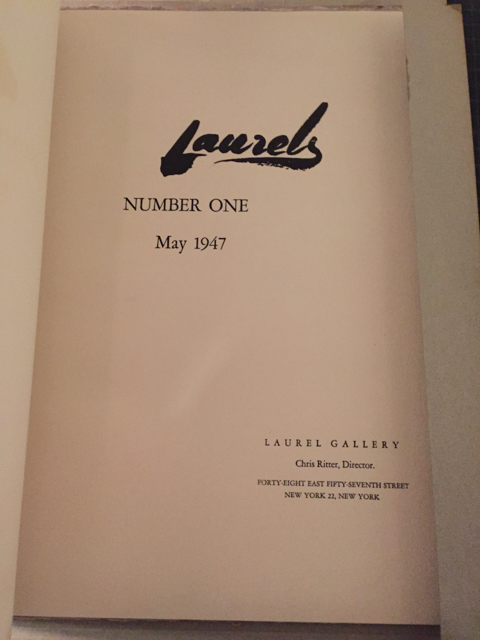 Laurels
NUMBER ONE
May 1947
LAUREL GALLERY
Chris Ritter, Director.
FORTY-EIGHT EAST FIFTY-SEVENTH STREET
NEW YORK 22, NEW YORK